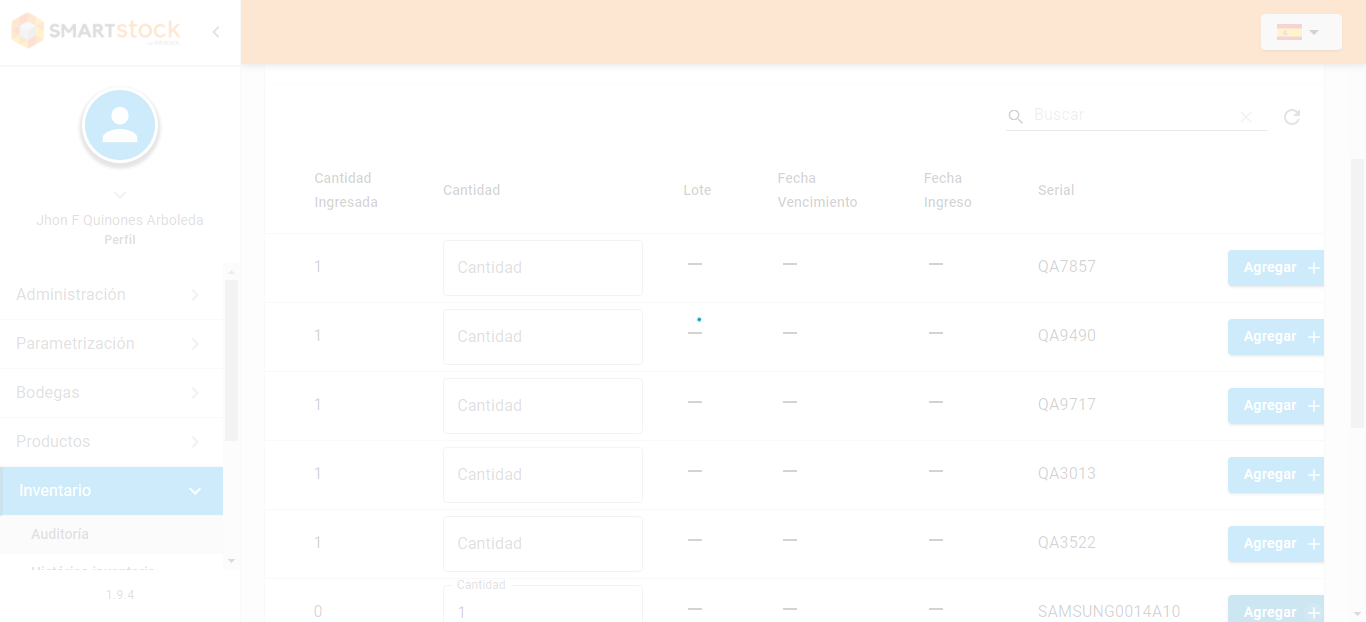 SMARTstock
Buscar
Jhon F Quinones Arboleda
Perfil
Administración
Parametrización
Bodegas
Productos
Inventario
Auditoría
Histórico inventario
1.9.4
Cantidad Ingresada Cantidad Lote Fecha Vencimiento Fecha Ingreso Serial
1 Cantidad — — — QA7857 Agregar +
1 Cantidad — — — QA9490 Agregar +
1 Cantidad — — — QA9717 Agregar +
1 Cantidad — — — QA3013 Agregar +
1 Cantidad — — — QA3522 Agregar +
Cantidad
0 1 — — — SAMSUNG0014A10 Agregar +